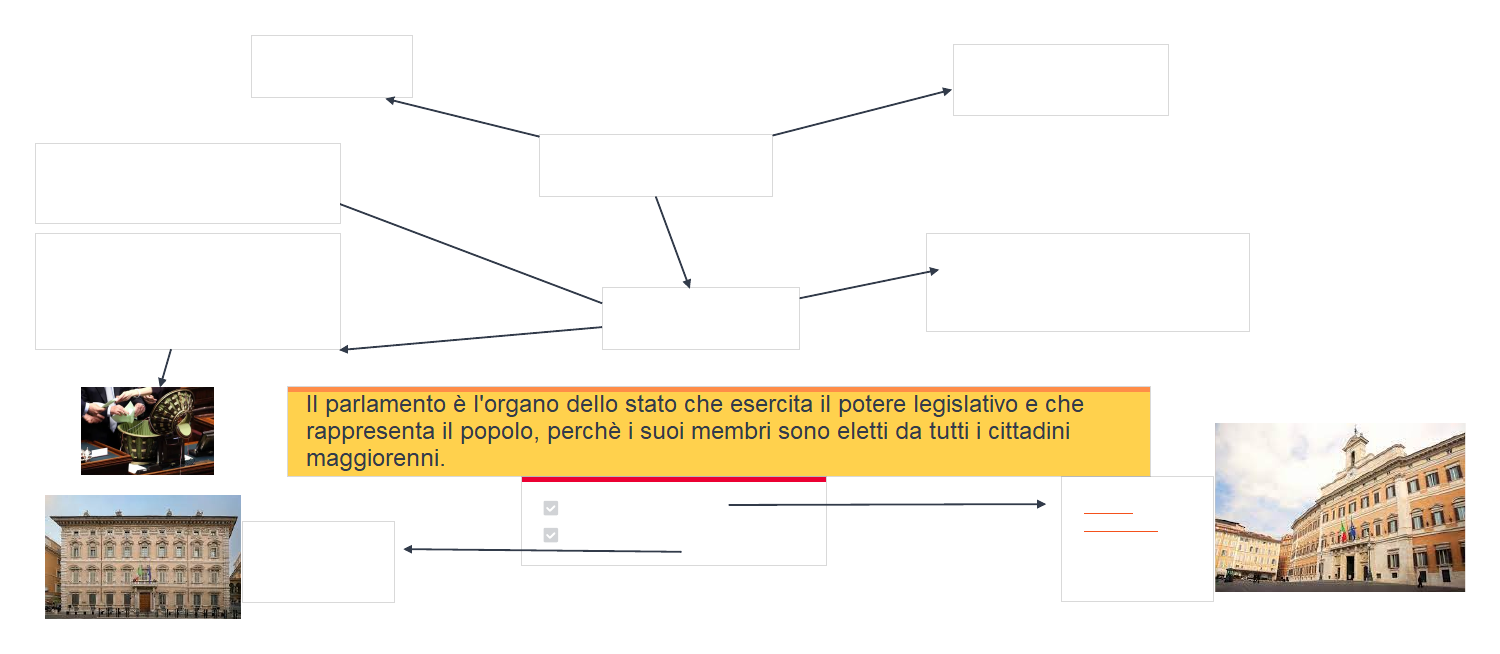 Il parlamento è l'organo dello stato che esercita il potere legislativo e che
rappresenta il popolo, perchè i suoi membri sono eletti da tutti i cittadini
maggiorenni.